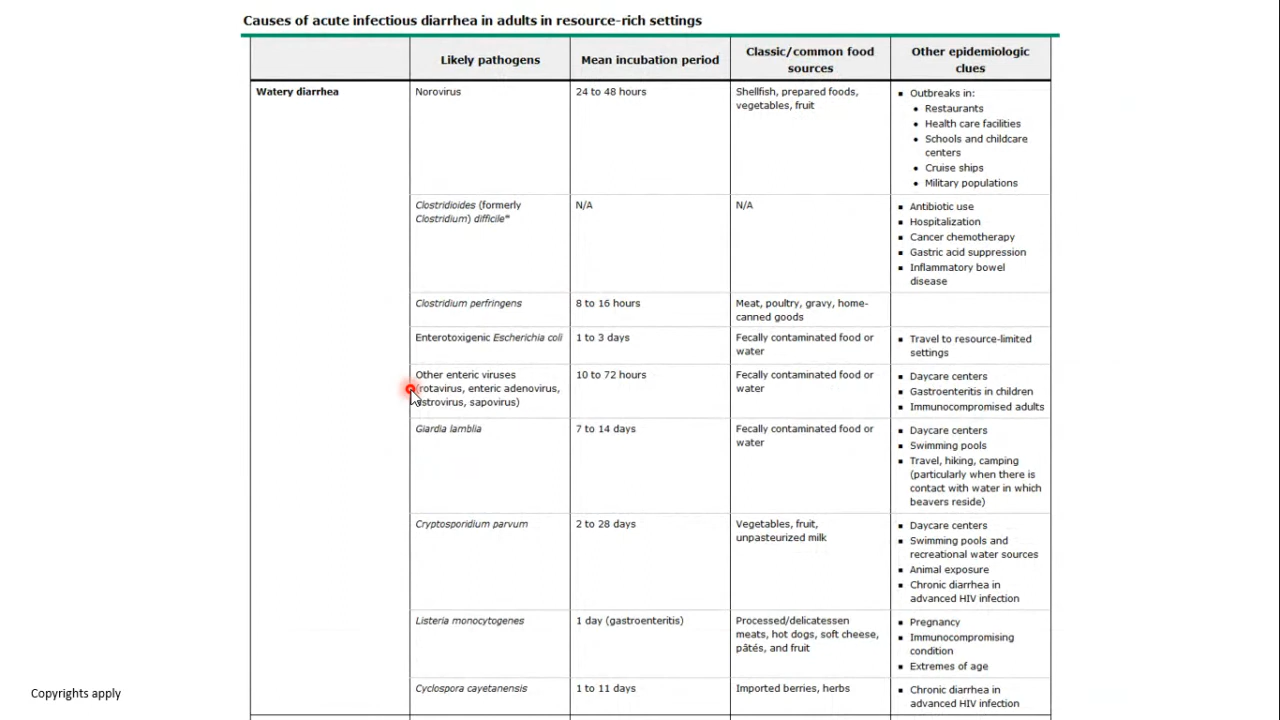 Causes of acute infectious diarrhea in adults in resource-rich settings
Likely pathogens
Mean incubation period
Classic/common food
sources
Other epidemiologic
clues
Watery diarrhea
Norovirus
24 to 48 hours
Shellfish, prepared foods,
vegetables, fruit
▪ Outbreaks in:
• Restaurants
• Health care facilities
• Schools and childcare
centers
• Cruise ships
• Military populations
Clostridioides (formerly
Clostridium) difficile*
N/A
N/A
▪ Antibiotic use
▪ Hospitalization
▪ Cancer chemotherapy
▪ Gastric acid suppression
▪ Inflammatory bowel
disease
Clostridium perfringens
8 to 16 hours
Meat, poultry, gravy, home-
canned goods
Enterotoxigenic Escherichia coli
1 to 3 days
Fecally contaminated food or
water
▪ Travel to resource-limited
settings
Other enteric viruses
(rotavirus, enteric adenovirus,
astrovirus, sapovirus)
10 to 72 hours
Fecally contaminated food or
water
▪ Daycare centers
▪ Gastroenteritis in children
▪ Immunocompromised adults
Giardia lamblia
7 to 14 days
Fecally contaminated food or
water
▪ Daycare centers
▪ Swimming pools
▪ Travel, hiking, camping
(particularly when there is
contact with water in which
beavers reside)
Cryptosporidium parvum
2 to 28 days
Vegetables, fruit,
unpasteurized milk
▪ Daycare centers
▪ Swimming pools and
recreational water sources
▪ Animal exposure
▪ Chronic diarrhea in
advanced HIV infection
Listeria monocytogenes
1 day (gastroenteritis)
Processed/delicatessen
meats, hot dogs, soft cheese,
pâtés, and fruit
▪ Pregnancy
▪ Immunocompromising
condition
▪ Extremes of age
Cyclospora cayetanensis
1 to 11 days
Imported berries, herbs
▪ Chronic diarrhea in
advanced HIV infection
Copyrights apply